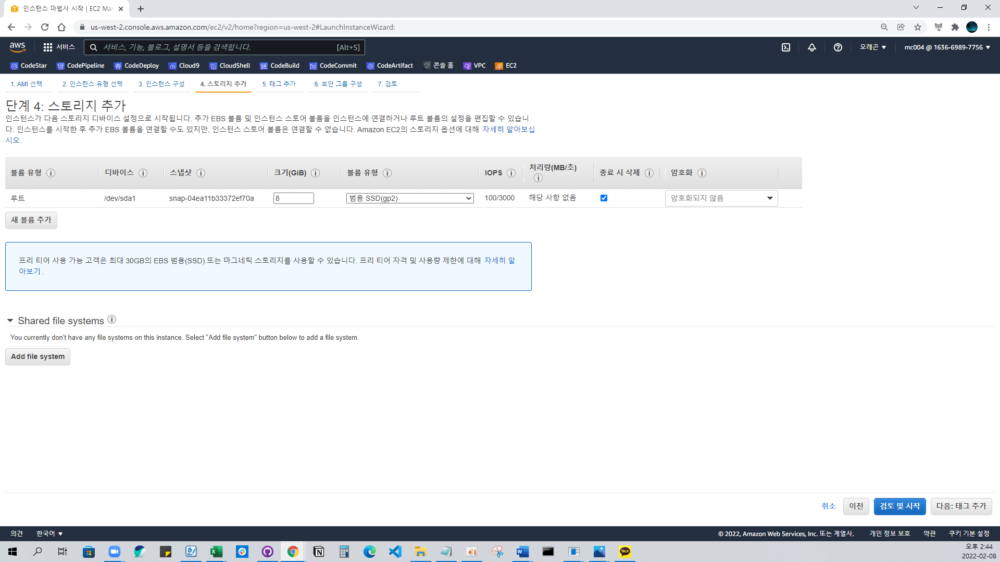 인스턴스 마법사 시작 | EC2 Mar
us-west-2.console.aws.amazon.com/ec2/v2/home?region=us-west-2#LaunchInstanceWizard:
aws 서비스 서비스, 기능, 블로그, 설명서 등을 검색합니다. [Alt+S] 오레곤 mc004 @ 1636-6989-7756
CodeStar CodePipeline CodeDeploy Cloud9 CloudShell CodeBuild CodeCommit CodeArtifact 콘솔 홈 VPC EC2
1. AMI 선택 2. 인스턴스 유형 선택 3. 인스턴스 구성 4. 스토리지 추가 5. 태그 추가 6. 보안 그룹 구성 7. 검토
단계 4: 스토리지 추가
인스턴스가 다음 스토리지 디바이스 설정으로 시작됩니다. 추가 EBS 볼륨 및 인스턴스 스토어 볼륨을 인스턴스에 연결하거나 루트 볼륨의 설정을 편집할 수 있습니
다. 인스턴스를 시작한 후 추가 EBS 볼륨을 연결할 수도 있지만, 인스턴스 스토어 볼륨은 연결할 수 없습니다. Amazon EC2의 스토리지 옵션에 대해 자세히 알아보십
시오.
볼륨 유형 디바이스 스냅샷 크기(GiB) 볼륨 유형 IOPS 처리량(MB/초) 종료 시 삭제 암호화
루트 /dev/sda1 snap-04ea11b33372ef70a 8 범용 SSD(gp2) 100/3000 해당 사항 없음 암호화되지 않음
새 볼륨 추가
프리 티어 사용 가능 고객은 최대 30GB의 EBS 범용(SSD) 또는 마그네틱 스토리지를 사용할 수 있습니다. 프리 티어 자격 및 사용량 제한에 대해 자세히 알
아보기.
Shared file systems
You currently don't have any file systems on this instance. Select "Add file system" button below to add a file system.
Add file system
취소 이전 검토 및 시작 다음: 태그 추가
의견 한국어 © 2022, Amazon Web Services, Inc. 또는 계열사. 개인 정보 보호 약관 쿠키 기본 설정
TALK
오후 2:44
2022-02-08